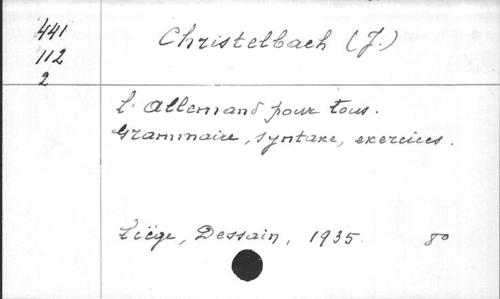 441
112
2
Christelbach (J.)
L'Allemand pour tous.
Grammaire, syntaxe, exercices.
Liège, Dessain, 1935. 8º